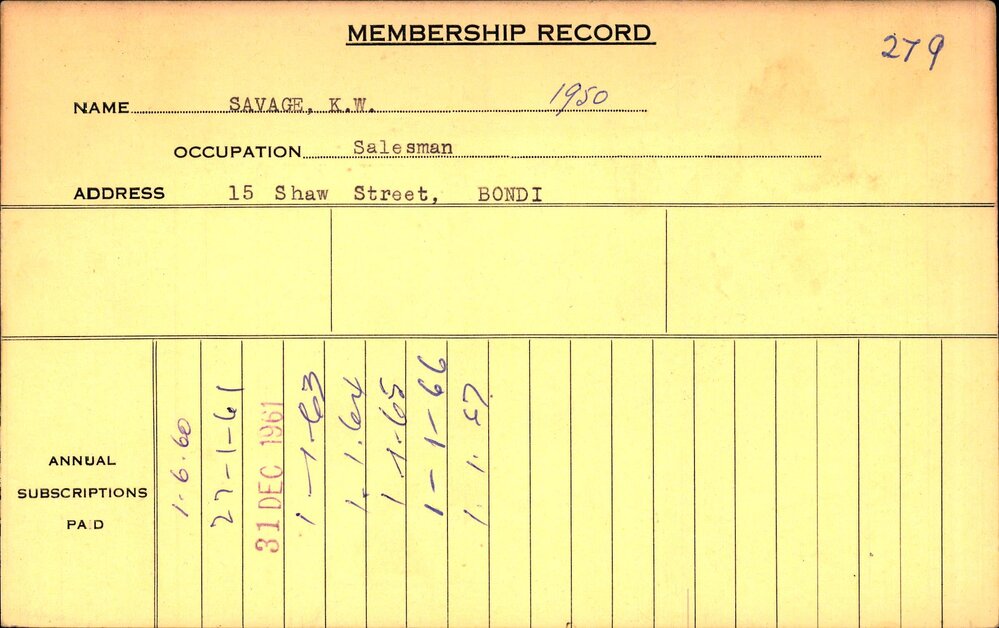 MEMBERSHIP RECORD
279
NAME SAVAGE, K.W. 1950
OCCUPATION Salesman
ADDRESS 15 Shaw Street, BONDI
ANNUAL
SUBSCRIPTIONS
PA D
1.6.60
27-1-61
31 DEC 1961
1-1-63
1.1.64
1.1.65
1-1-66
1.1.67